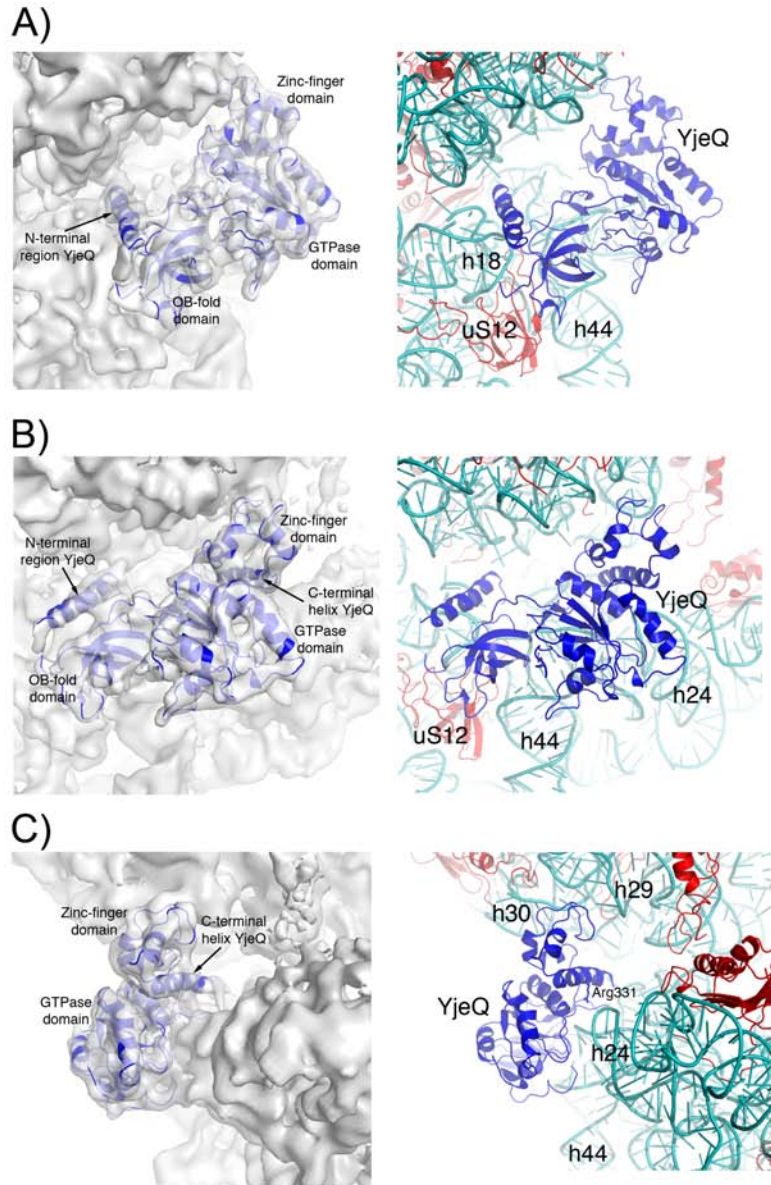 A)
Zinc-finger
domain
N-terminal
region YjeQ
GTPase
domain
OB-fold
domain
YjeQ
h18
uS12
h44
B)
N-terminal
region YjeQ
Zinc-finger
domain
C-terminal
helix YjeQ
GTPase
domain
OB-fold
domain
YjeQ
h24
uS12
h44
C)
Zinc-finger
domain
C-terminal
helix YjeQ
GTPase
domain
h30
h29
Arg331
YjeQ
h24
h44